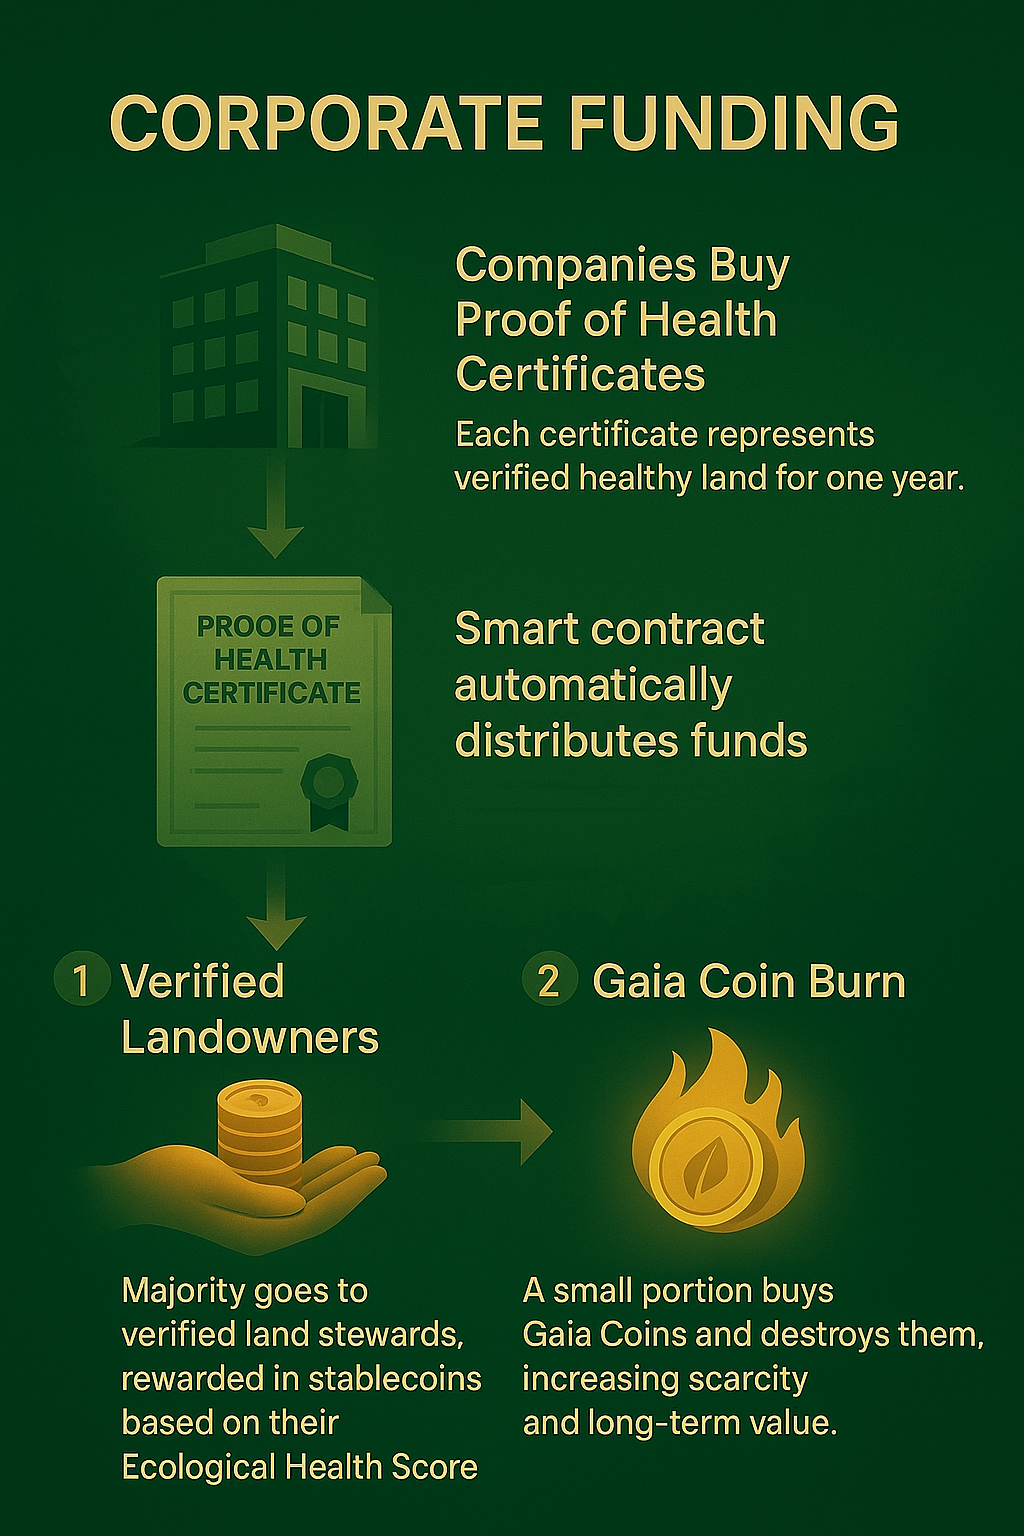 CORPORATE FUNDING
Companies Buy
Proof of Health
Certificates
Each certificate represents
verified healthy land for one year.
PROOE OF
HEALTH
CERTIFICATE
Smart contract
automatically
distributes funds
1 Verified
Landowners
Majority goes to
verified land stewards,
rewarded in stablecoins
based on their
Ecological Health Score
2 Gaia Coin Burn
A small portion buys
Gaia Coins and destroys them,
increasing scarcity
and long-term value.